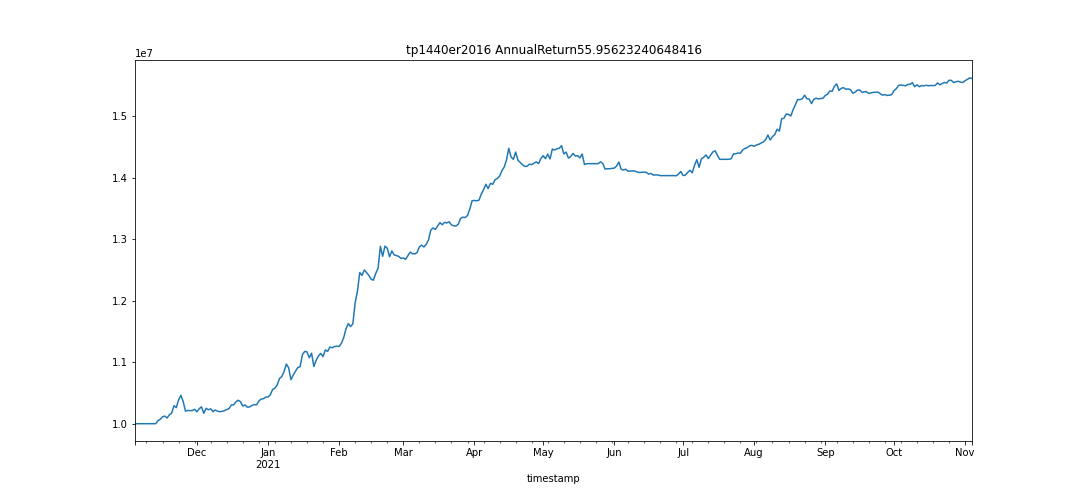 tp1440er2016 AnnualReturn55.95623240648416
1e7
1.5
1.4
1.3
1.2
1.1
1.0
Dec Jan Feb Mar Apr May Jun Jul Aug Sep Oct Nov
2021
timestamp